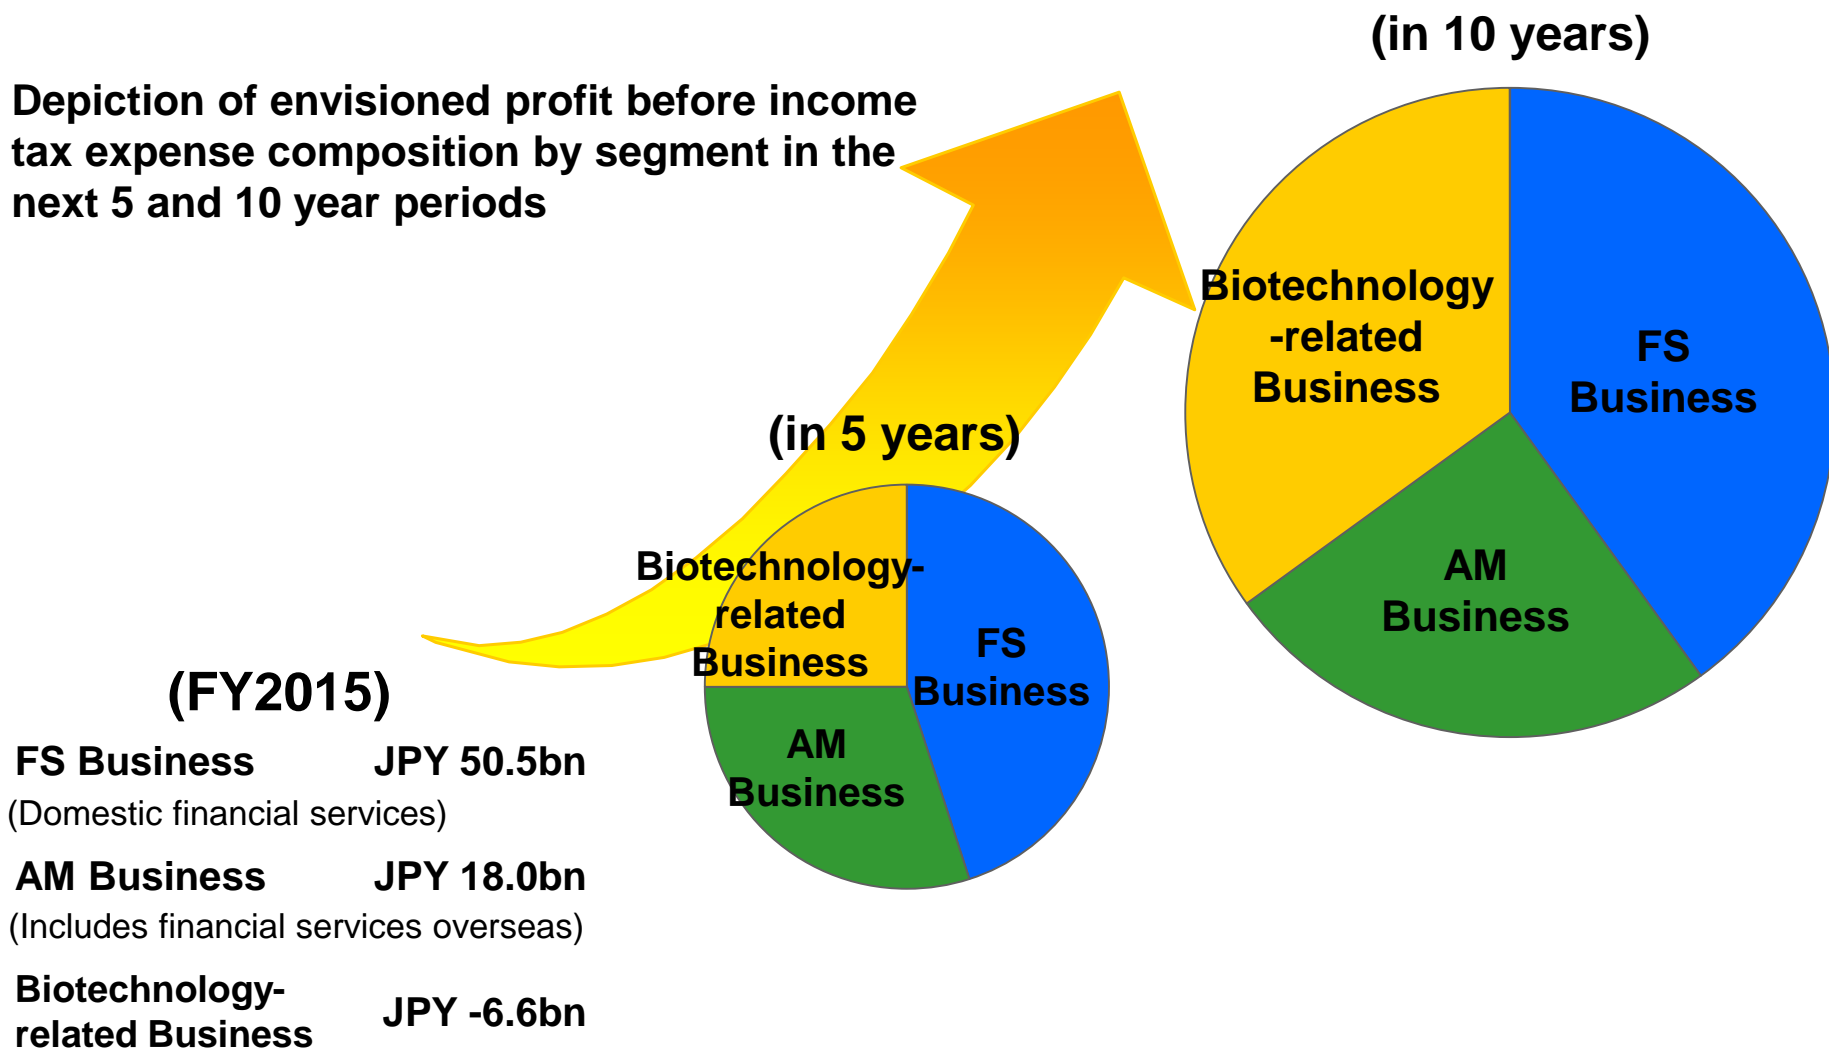 Depiction of envisioned profit before income
tax expense composition by segment in the
next 5 and 10 year periods
(in 10 years)
Biotechnology
-related
Business
FS
Business
AM
Business
(in 5 years)
Biotechnology-
related
Business
FS
Business
AM
Business
(FY2015)
FS Business JPY 50.5bn
(Domestic financial services)
AM Business JPY 18.0bn
(Includes financial services overseas)
Biotechnology-
related Business JPY -6.6bn